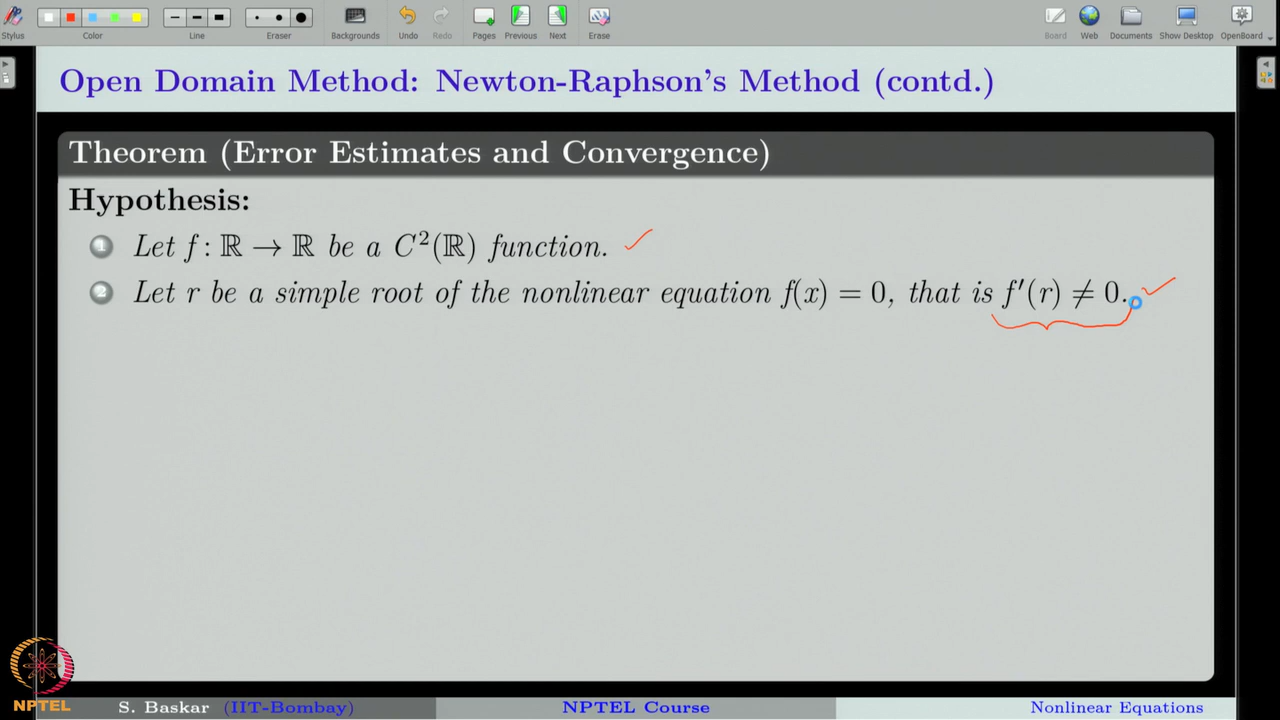 Stylus
Color
Line
Eraser
Backgrounds
Undo
Redo
Pages
Previous
Next
Erase
Board
Web
Documents
Show Desktop
OpenBoard
Open Domain Method: Newton-Raphson's Method (contd.)
Theorem (Error Estimates and Convergence)
Hypothesis:
1 Let f : ℝ → ℝ be a C²(ℝ) function.
2 Let r be a simple root of the nonlinear equation f(x) = 0, that is f′(r) ≠ 0.
NPTEL
S. Baskar (IIT-Bombay) NPTEL Course Nonlinear Equations